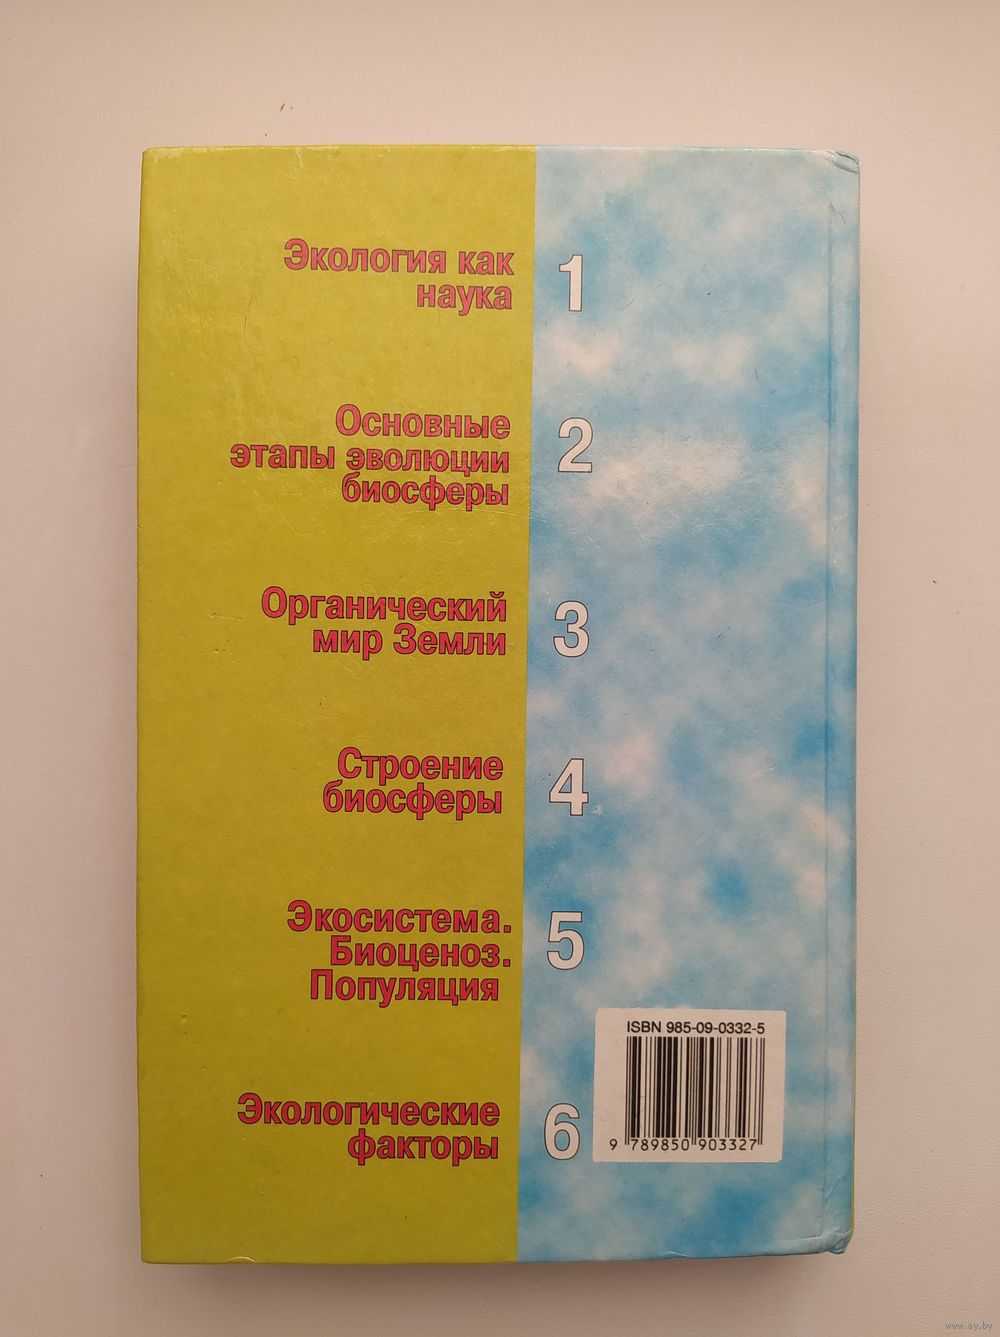 Экология как
наука
1
Основные
этапы эволюции
биосферы
2
Органический
мир Земли
3
Строение
биосферы
4
Экосистема.
Биоценоз.
Популяция
5
Экологические
факторы
6
ISBN 985-09-0332-5
9 789850 903327
www.ay.by